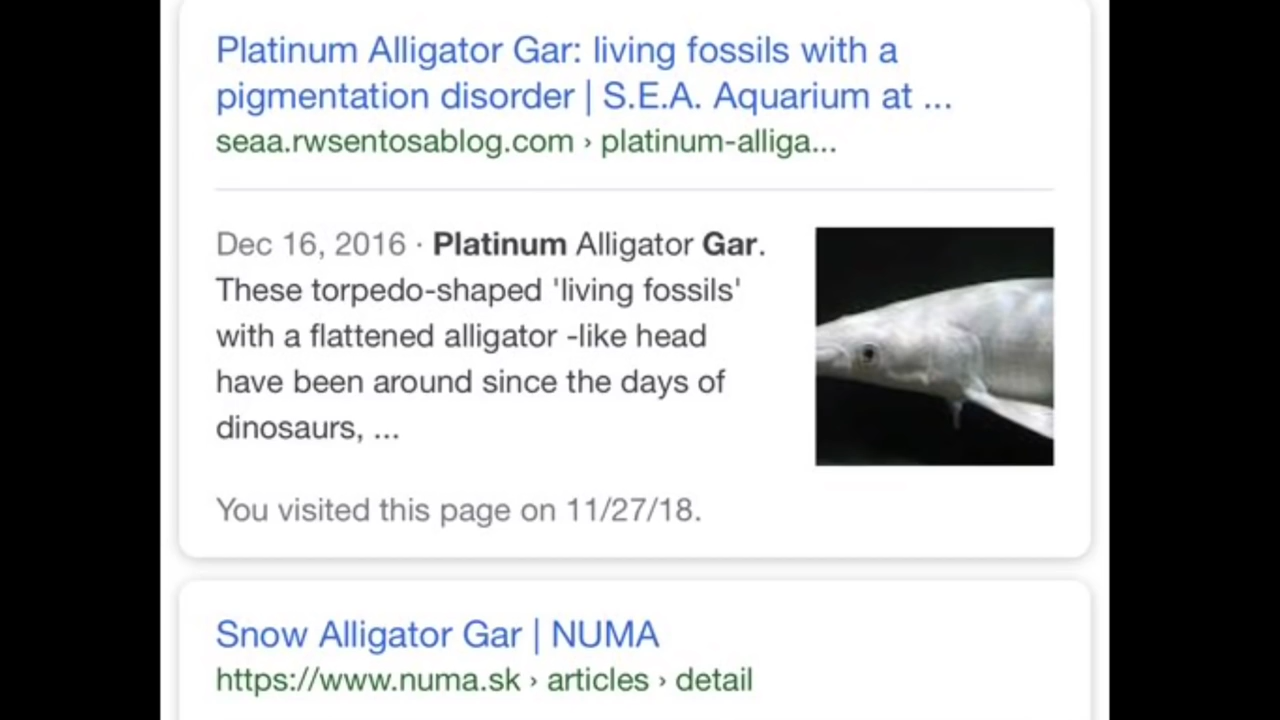 Platinum Alligator Gar: living fossils with a
pigmentation disorder | S.E.A. Aquarium at ...
seaa.rwsentosablog.com › platinum-alliga...
Dec 16, 2016 · Platinum Alligator Gar.
These torpedo-shaped 'living fossils'
with a flattened alligator -like head
have been around since the days of
dinosaurs, ...
You visited this page on 11/27/18.
Snow Alligator Gar | NUMA
https://www.numa.sk › articles › detail